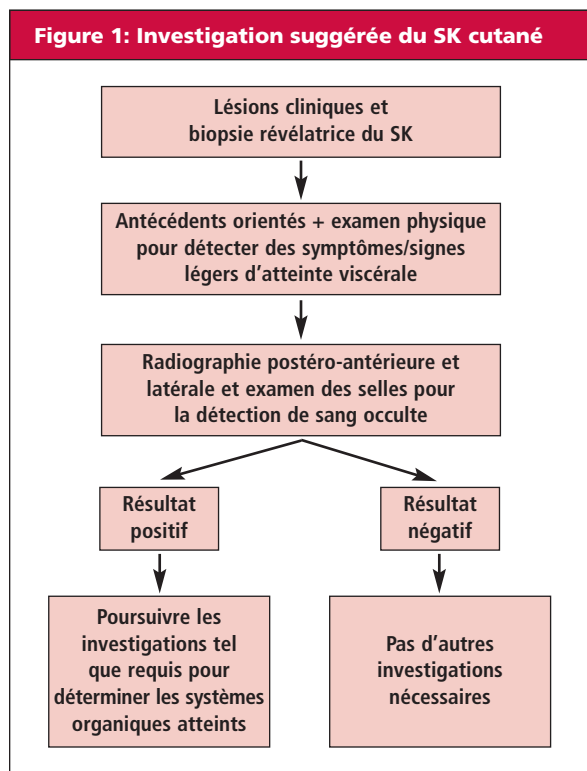 Figure 1: Investigation suggérée du SK cutané
Lésions cliniques et
biopsie révélatrice du SK
Antécédents orientés + examen physique
pour détecter des symptômes/signes
légers d'atteinte viscérale
Radiographie postéro-antérieure et
latérale et examen des selles pour
la détection de sang occulte
Résultat
positif
Résultat
négatif
Poursuivre les
investigations tel
que requis pour
déterminer les systèmes
organiques atteints
Pas d'autres
investigations
nécessaires